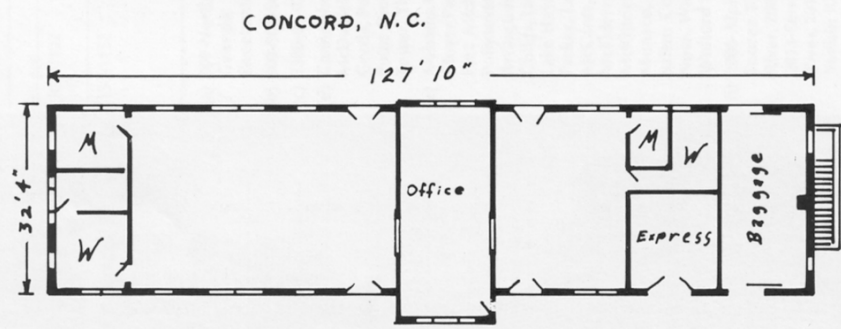 CONCORD, N.C.
127' 10"
32'4"
M
W
Office
M
W
Express
Baggage